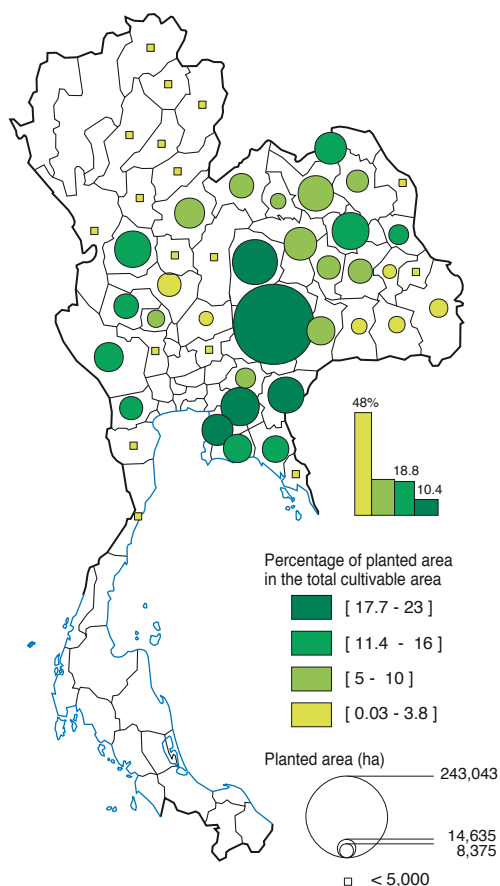 48%
18.8
10.4
Percentage of planted area
in the total cultivable area
[ 17.7 - 23 ]
[ 11.4 - 16 ]
[ 5 - 10 ]
[ 0.03 - 3.8 ]
Planted area (ha)
243,043
14,635
8,375
< 5,000